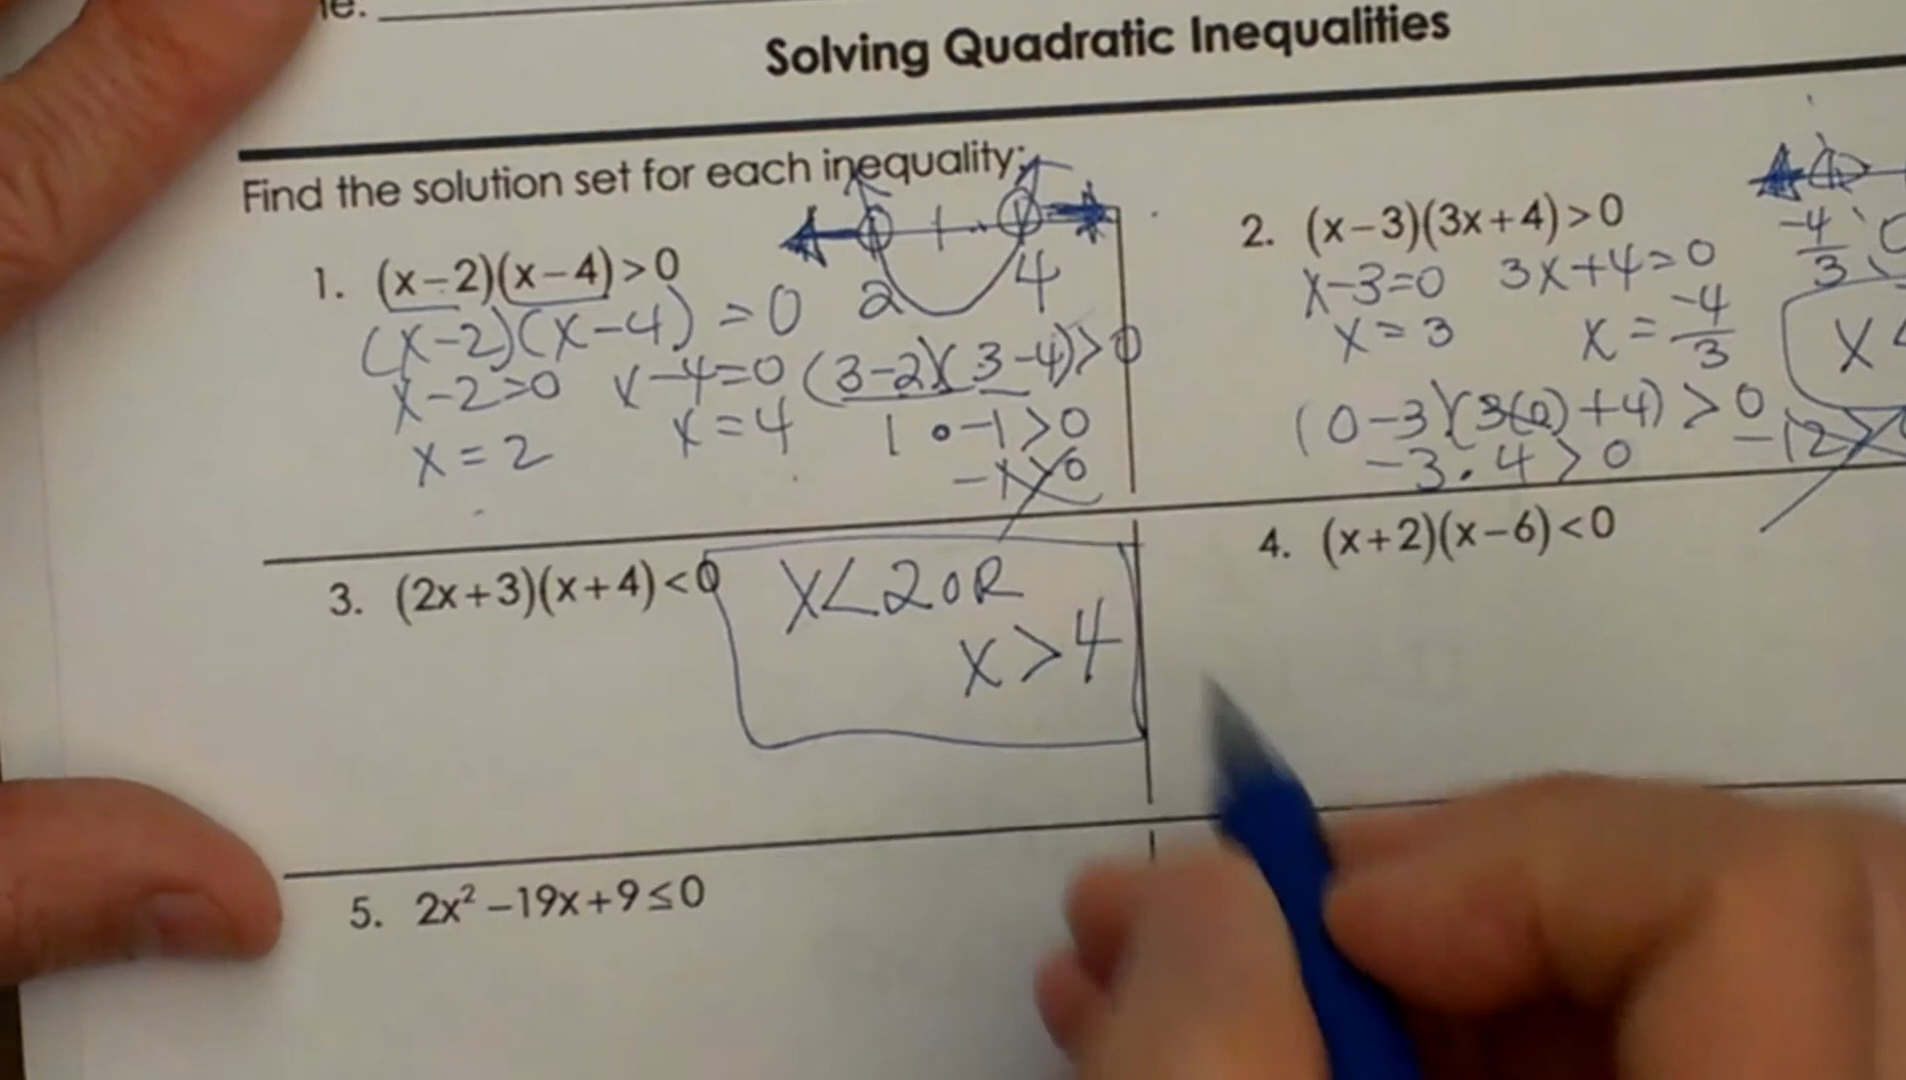 Solving Quadratic Inequalities
Find the solution set for each inequality:
1. (x−2)(x−4)>0
(x−2)(x−4) = 0
x−2=0 x−4=0
x = 2 x = 4
2 4
(3−2)(3−4)>0
1 • −1>0
−1>0
x<2 OR
x>4
2. (x−3)(3x+4)>0
x−3=0 3x+4=0
x = 3 x = −4/3
−4/3
x<
(0−3)(3(0)+4) > 0
−3 • 4 > 0
−12>
3. (2x+3)(x+4)<0
4. (x+2)(x−6)<0
5. 2x² −19x+9≤0